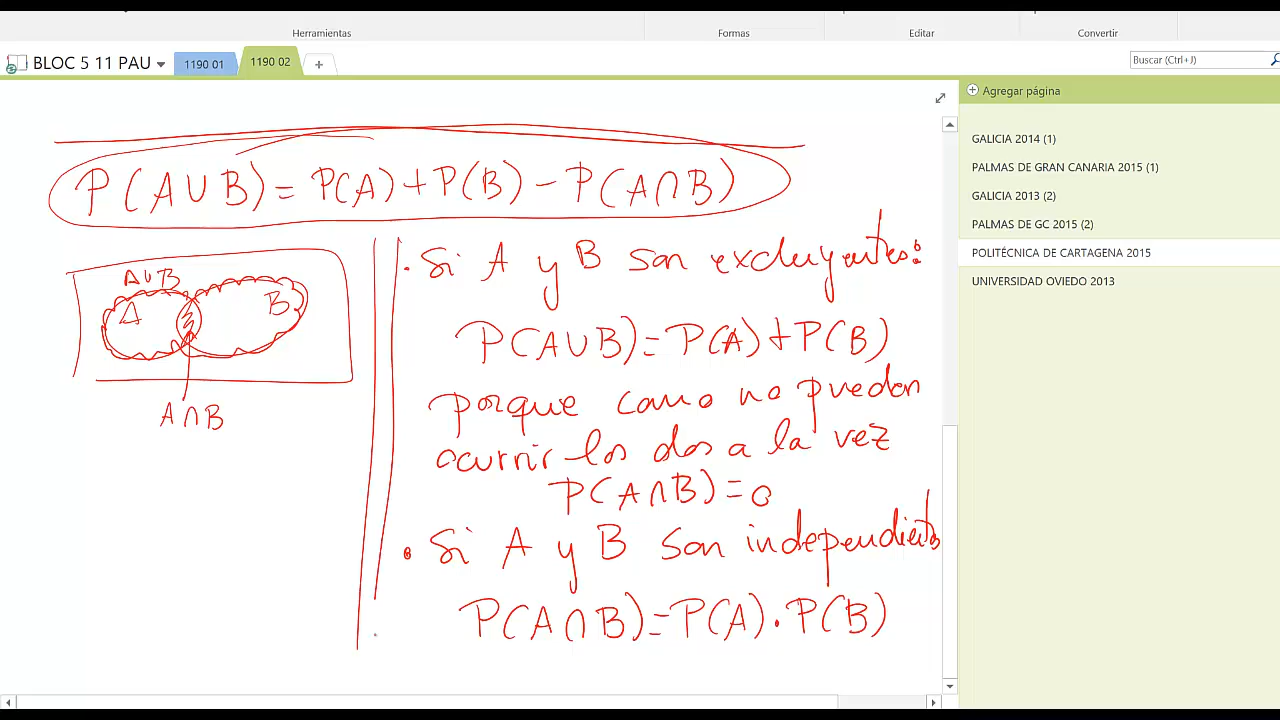 Herramientas
Formas
Editar
Convertir
BLOC 5 11 PAU
1190 01
1190 02
+
Buscar (Ctrl+J)
Agregar página
GALICIA 2014 (1)
PALMAS DE GRAN CANARIA 2015 (1)
GALICIA 2013 (2)
PALMAS DE GC 2015 (2)
POLITÉCNICA DE CARTAGENA 2015
UNIVERSIDAD OVIEDO 2013
P(A∪B)=P(A)+P(B)-P(A∩B)
A∪B
A
B
A∩B
· Si A y B son excluyentes:
P(A∪B)=P(A)+P(B)
porque como no pueden
ocurrir los dos a la vez
P(A∩B)=0
· Si A y B son independientes
P(A∩B)=P(A)·P(B)